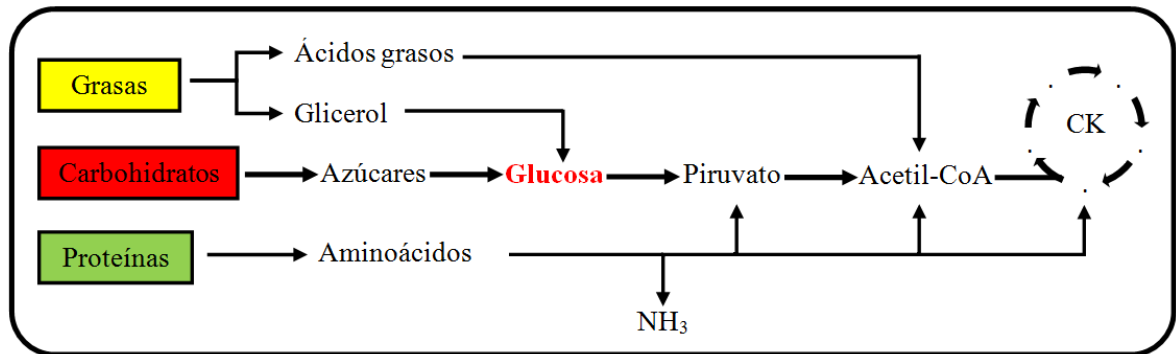 Ácidos grasos
Grasas
Glicerol
CK
Carbohidratos
Azúcares
Glucosa
Piruvato
Acetil-CoA
Proteínas
Aminoácidos
NH₃